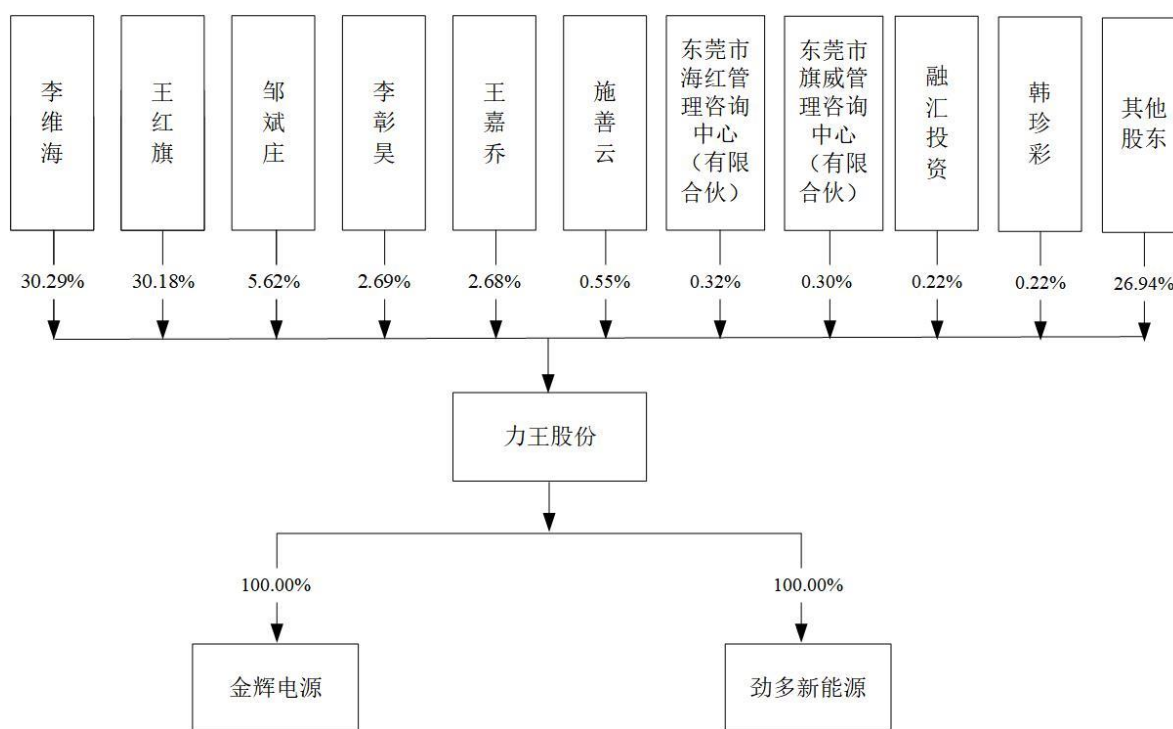 李维海
王红旗
邹斌庄
李彰昊
王嘉乔
施善云
东莞市
海红管
理咨询
中心
（有限
合伙）
东莞市
旗威管
理咨询
中心
（有限
合伙）
融汇投资
韩珍彩
其他
股东
30.29%
30.18%
5.62%
2.69%
2.68%
0.55%
0.32%
0.30%
0.22%
0.22%
26.94%
力王股份
100.00%
100.00%
金辉电源
劲多新能源